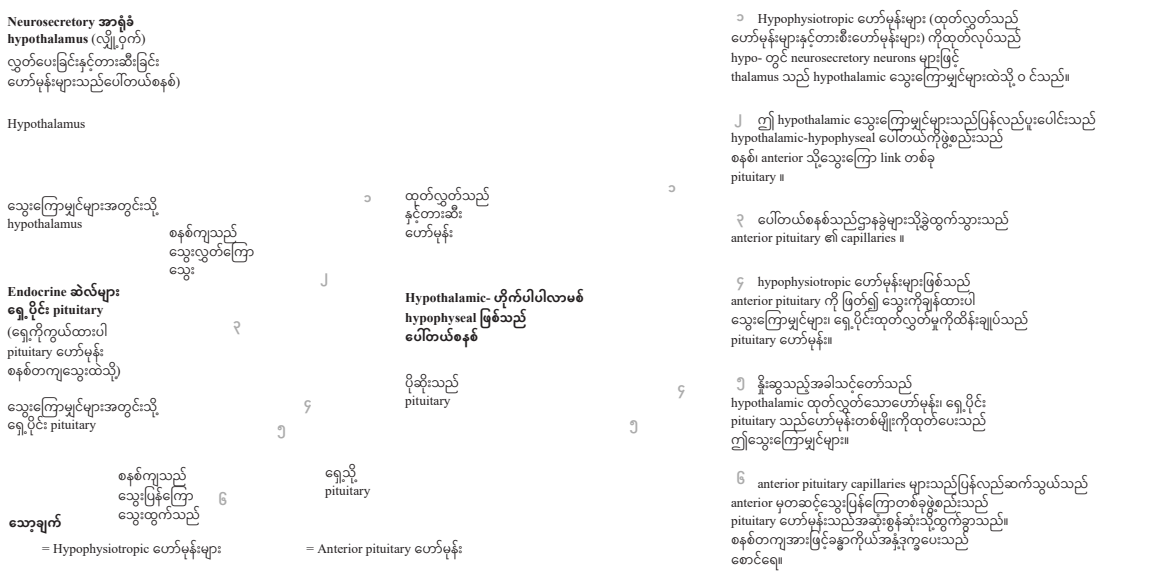 Neurosecretory အာရုံခံ
hypothalamus (လျှို့ဝှက်)
လွှတ်ပေးခြင်းနှင့်တားဆီးခြင်း
ဟော်မုန်းများသည်ပေါ်တယ်စနစ်)
Hypothalamus
သွေးကြောမျှင်များအတွင်းသို့
hypothalamus
စနစ်ကျသည်
သွေးလွှတ်ကြော
သွေး
၁
၂
Endocrine ဆဲလ်များ
ရှေ့ပိုင်း pituitary
(ရှေ့ကိုကွယ်ထားပါ
pituitary ဟော်မုန်း
စနစ်တကျသွေးထဲသို့)
၃
သွေးကြောမျှင်များအတွင်းသို့
ရှေ့ပိုင်း pituitary
၄
၅
စနစ်ကျသည်
သွေးပြန်ကြော
သွေးထွက်သည်
၆
သော့ချက်
= Hypophysiotropic ဟော်မုန်းများ
ထုတ်လွှတ်သည်
နှင့်တားဆီး
ဟော်မုန်း
၁
Hypothalamic- ဟိုက်ပါပါလာမစ်
hypophyseal ဖြစ်သည်
ပေါ်တယ်စနစ်
ပိုဆိုးသည်
pituitary
၄
၅
ရှေ့သို့
pituitary
= Anterior pituitary ဟော်မုန်း
၁ Hypophysiotropic ဟော်မုန်းများ (ထုတ်လွှတ်သည်
ဟော်မုန်းများနှင့်တားစီးဟော်မုန်းများ) ကိုထုတ်လုပ်သည်
hypo- တွင် neurosecretory neurons များဖြင့်
thalamus သည် hypothalamic သွေးကြောမျှင်များထဲသို့ ၀ င်သည်။
၂ ဤ hypothalamic သွေးကြောမျှင်များသည်ပြန်လည်ပူးပေါင်းသည်
hypothalamic-hypophyseal ပေါ်တယ်ကိုဖွဲ့စည်းသည်
စနစ်၊ anterior သို့သွေးကြော link တစ်ခု
pituitary ။
၃ ပေါ်တယ်စနစ်သည်ဌာနခွဲများသို့ခွဲထွက်သွားသည်
anterior pituitary ၏ capillaries ။
၄ hypophysiotropic ဟော်မုန်းများဖြစ်သည်
anterior pituitary ကို ဖြတ်၍ သွေးကိုချန်ထားပါ
သွေးကြောမျှင်များ၊ ရှေ့ပိုင်းထုတ်လွှတ်မှုကိုထိန်းချုပ်သည်
pituitary ဟော်မုန်း။
၅ နှိုးဆွသည့်အခါသင့်တော်သည်
hypothalamic ထုတ်လွှတ်သောဟော်မုန်း၊ ရှေ့ပိုင်း
pituitary သည်ဟော်မုန်းတစ်မျိုးကိုထုတ်ပေးသည်
ဤသွေးကြောမျှင်များ။
၆ anterior pituitary capillaries များသည်ပြန်လည်ဆက်သွယ်သည်
anterior မှတဆင့်သွေးပြန်ကြောတစ်ခုဖွဲ့စည်းသည်
pituitary ဟော်မုန်းသည်အဆုံးစွန်ဆုံးသို့ထွက်ခွာသည်။
စနစ်တကျအားဖြင့်ခန္ဓာကိုယ်အနှံ့ဒုက္ခပေးသည်
စောင်ရေ။